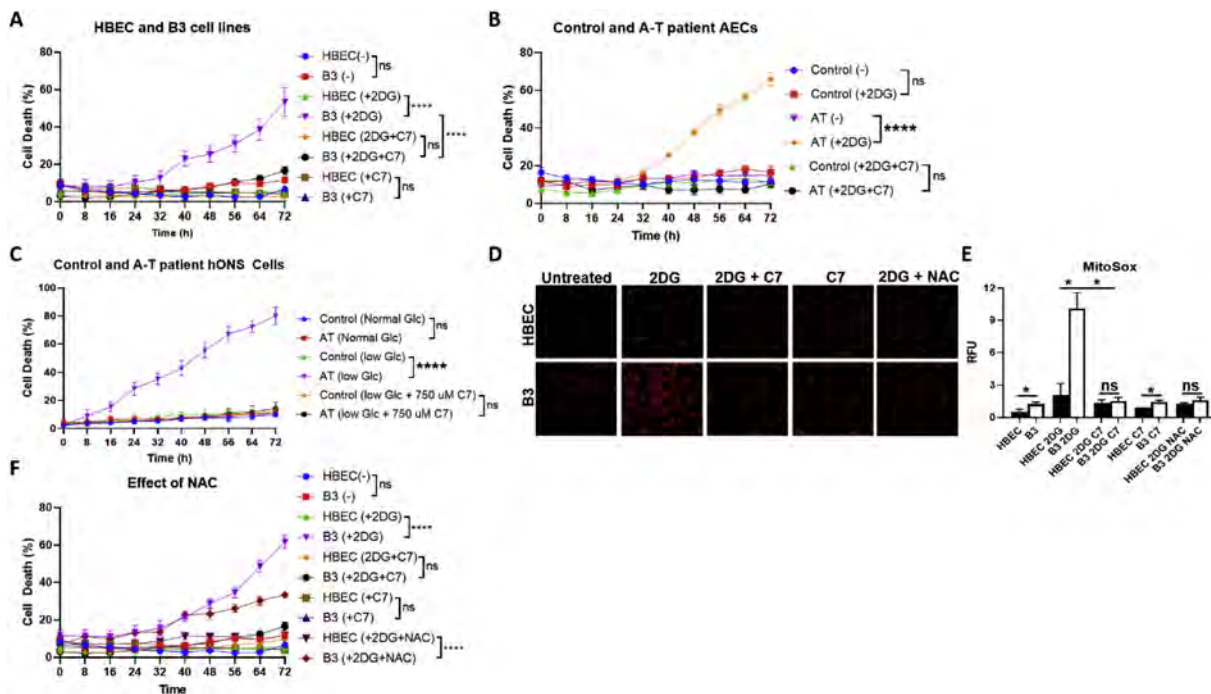 A
HBEC and B3 cell lines
Cell Death (%)
80
60
40
20
0
0 8 16 24 32 40 48 56 64 72
Time (h)
HBEC(-)
B3 (-)
ns
HBEC (+2DG)
B3 (+2DG)
****
HBEC (2DG+C7)
B3 (+2DG+C7)
ns
****
HBEC (+C7)
B3 (+C7)
ns
B
Control and A-T patient AECs
Cell Death (%)
80
60
40
20
0
0 8 16 24 32 40 48 56 64 72
Time (h)
Control (-)
Control (+2DG)
ns
AT (-)
AT (+2DG)
****
Control (+2DG+C7)
AT (+2DG+C7)
ns
C
Control and A-T patient hONS Cells
Cell Death (%)
100
80
60
40
20
0
0 8 16 24 32 40 48 56 64 72
Time (h)
Control (Normal Glc)
AT (Normal Glc)
ns
Control (low Glc)
AT (low Glc)
****
Control (low Glc + 750 uM C7)
AT (low Glc + 750 uM C7)
ns
D
Untreated 2DG 2DG + C7 C7 2DG + NAC
HBEC
B3
E
MitoSox
RFU
12
9
6
3
0
* * * ns * ns
HBEC
B3
HBEC 2DG
B3 2DG
HBEC 2DG C7
B3 2DG C7
HBEC C7
B3 C7
HBEC 2DG NAC
B3 2DG NAC
F
Effect of NAC
Cell Death (%)
80
60
40
20
0
0 8 16 24 32 40 48 56 64 72
Time
HBEC(-)
B3 (-)
ns
HBEC (+2DG)
B3 (+2DG)
****
HBEC (2DG+C7)
B3 (+2DG+C7)
ns
HBEC (+C7)
B3 (+C7)
ns
HBEC (+2DG+NAC)
B3 (+2DG+NAC)
****